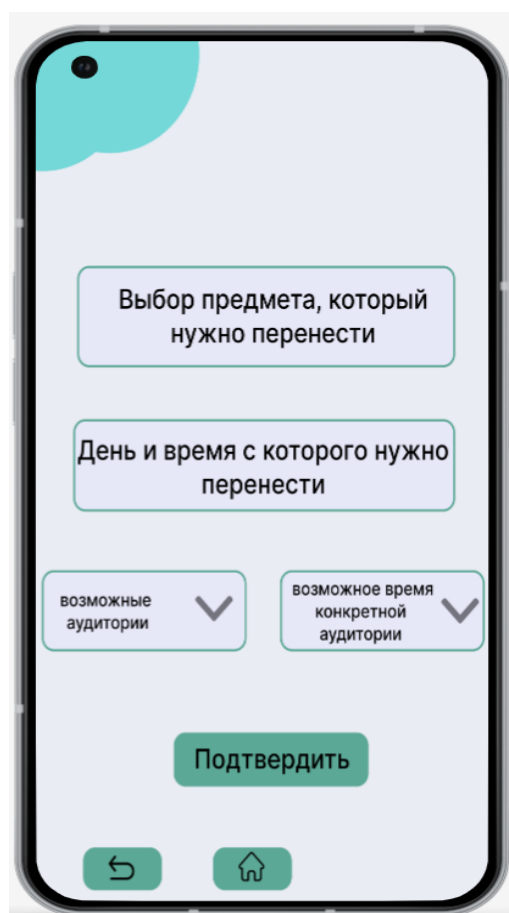 Выбор предмета, который
нужно перенести
День и время с которого нужно
перенести
возможные
аудитории
возможное время
конкретной
аудитории
Подтвердить